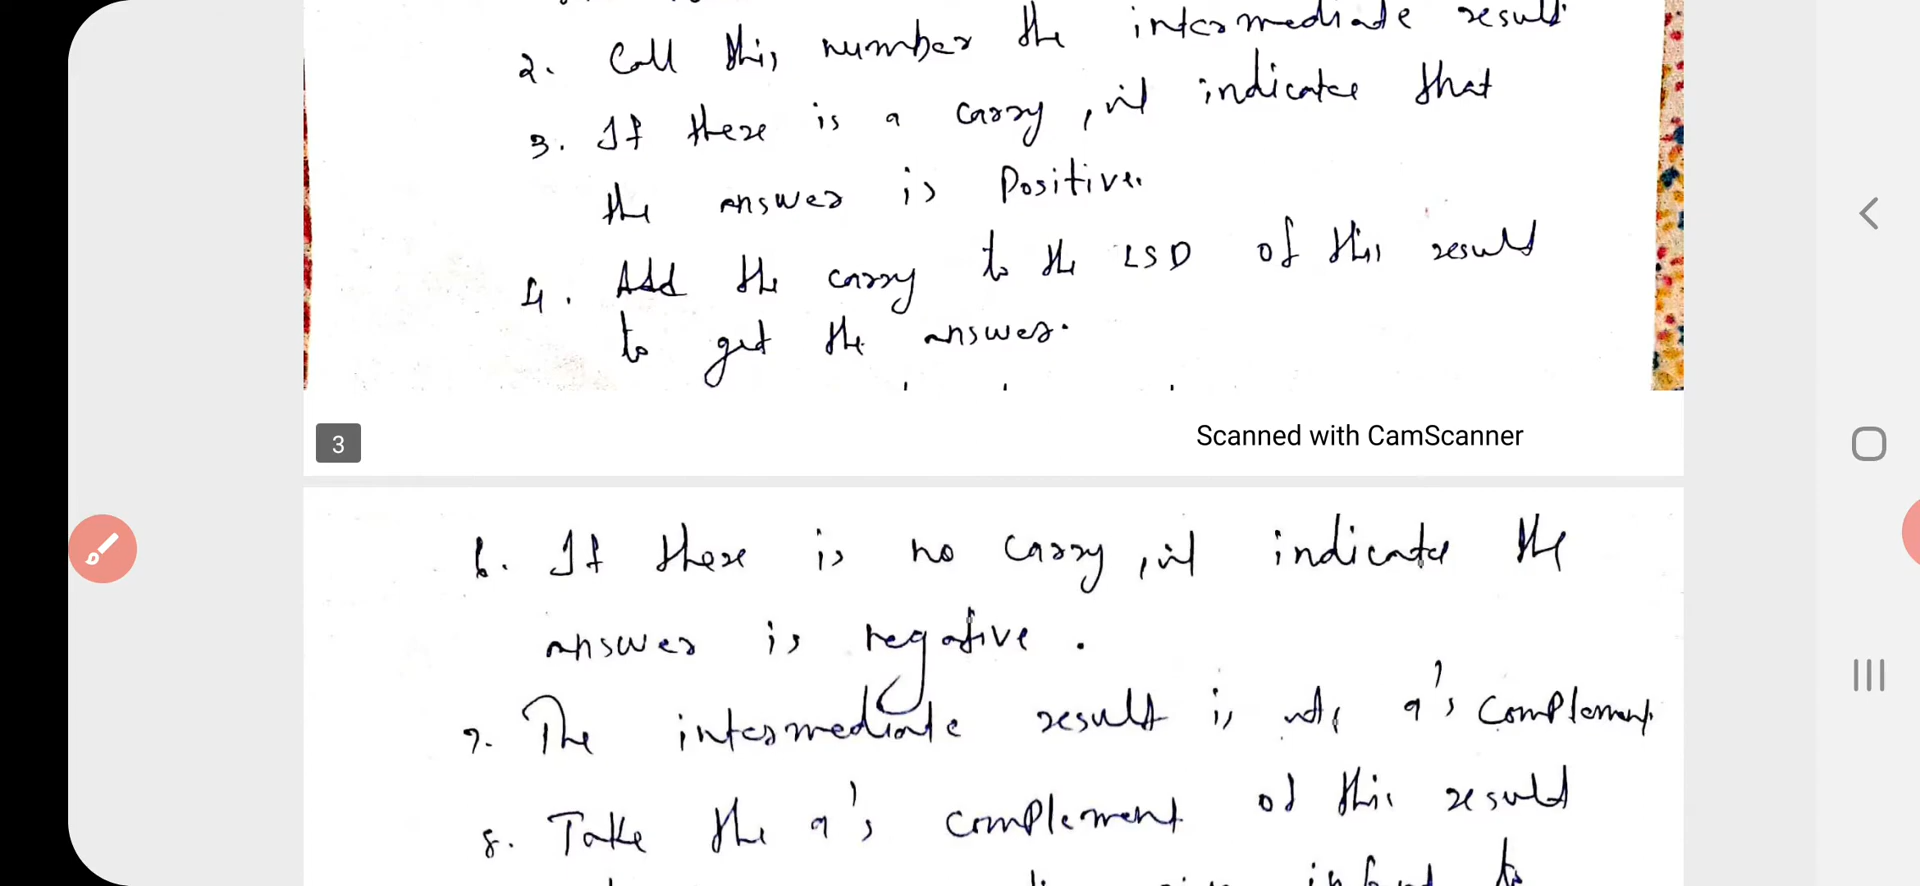 2. Call this number the intermediate result
3. If there is a carry, it indicates that
the answer is Positive.
4. Add the carry to the LSD of this result
to get the answer.
3
Scanned with CamScanner
6. If there is no carry, it indicate the
answer is negative.
7. The intermediate result is its 9's complement
8. Take the 9's complement of this result